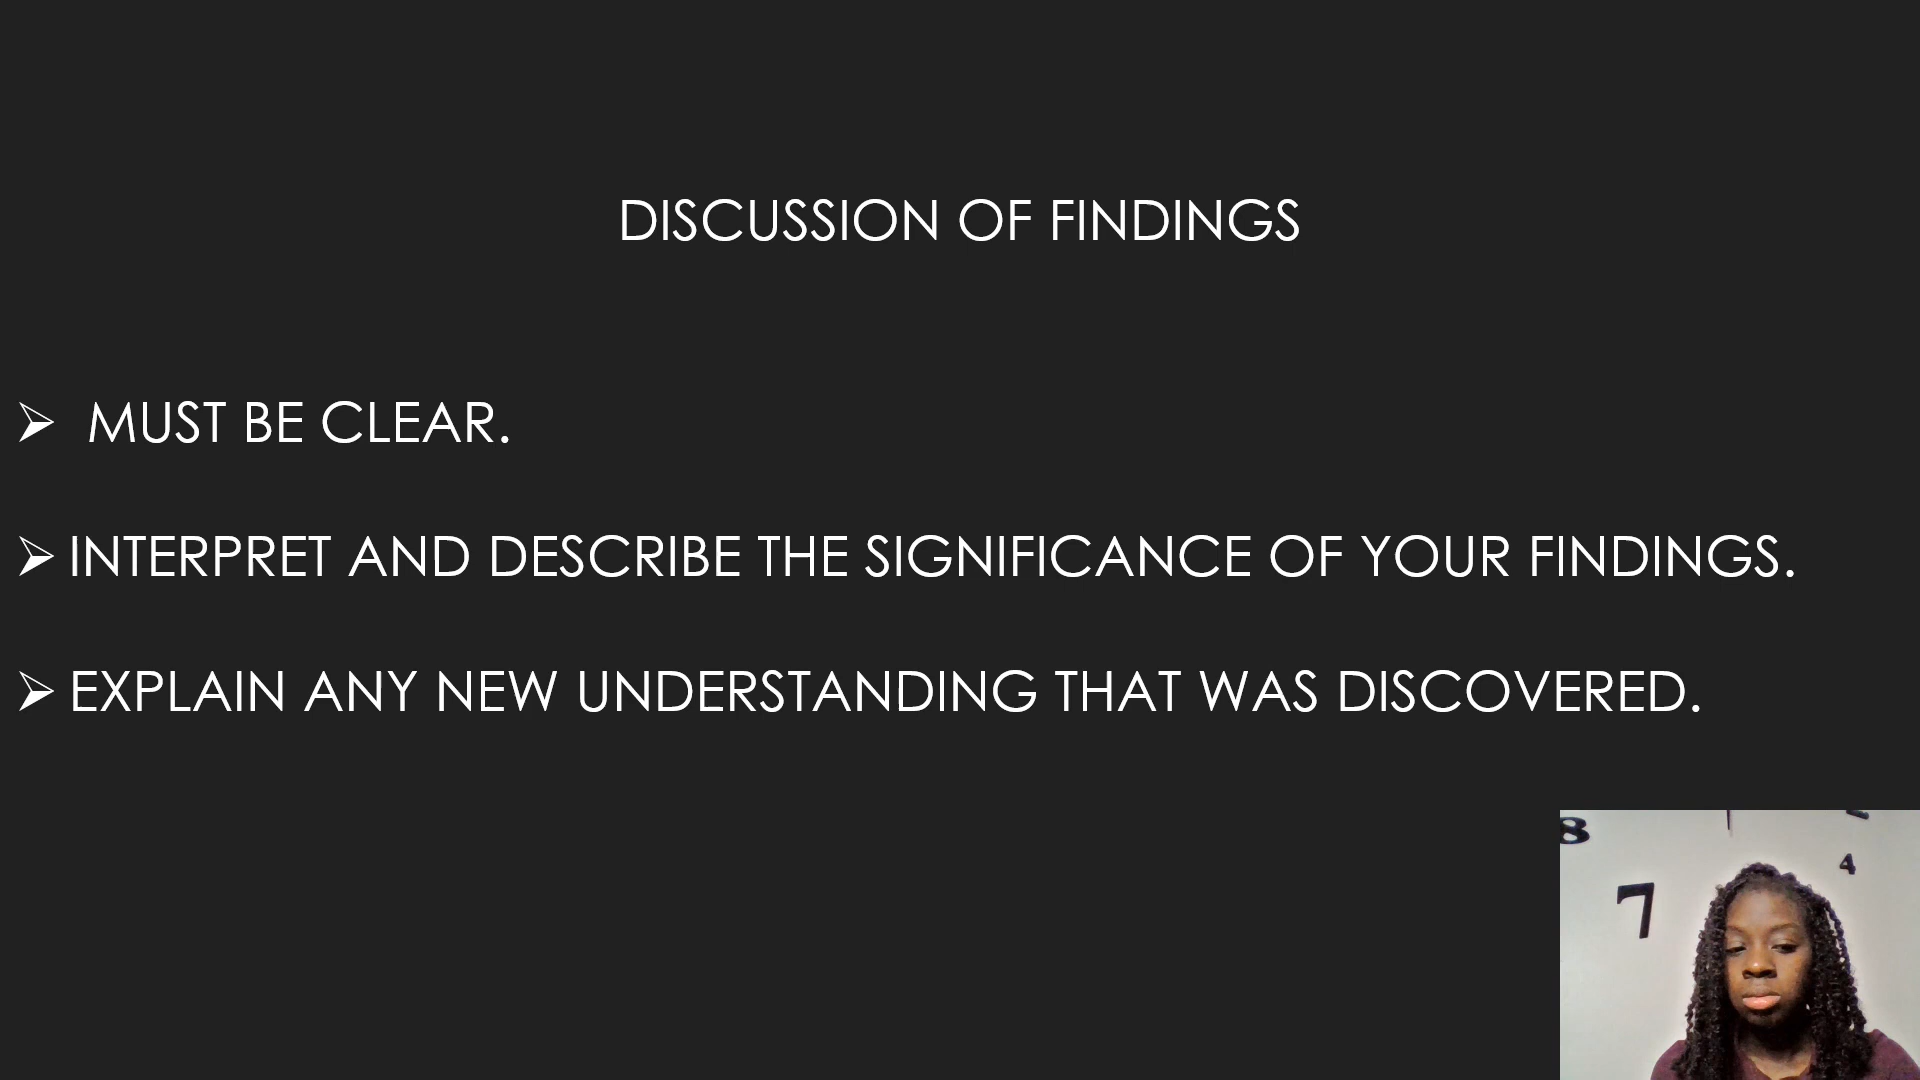 DISCUSSION OF FINDINGS
➢ MUST BE CLEAR.
➢ INTERPRET AND DESCRIBE THE SIGNIFICANCE OF YOUR FINDINGS.
➢ EXPLAIN ANY NEW UNDERSTANDING THAT WAS DISCOVERED.
8
4
7